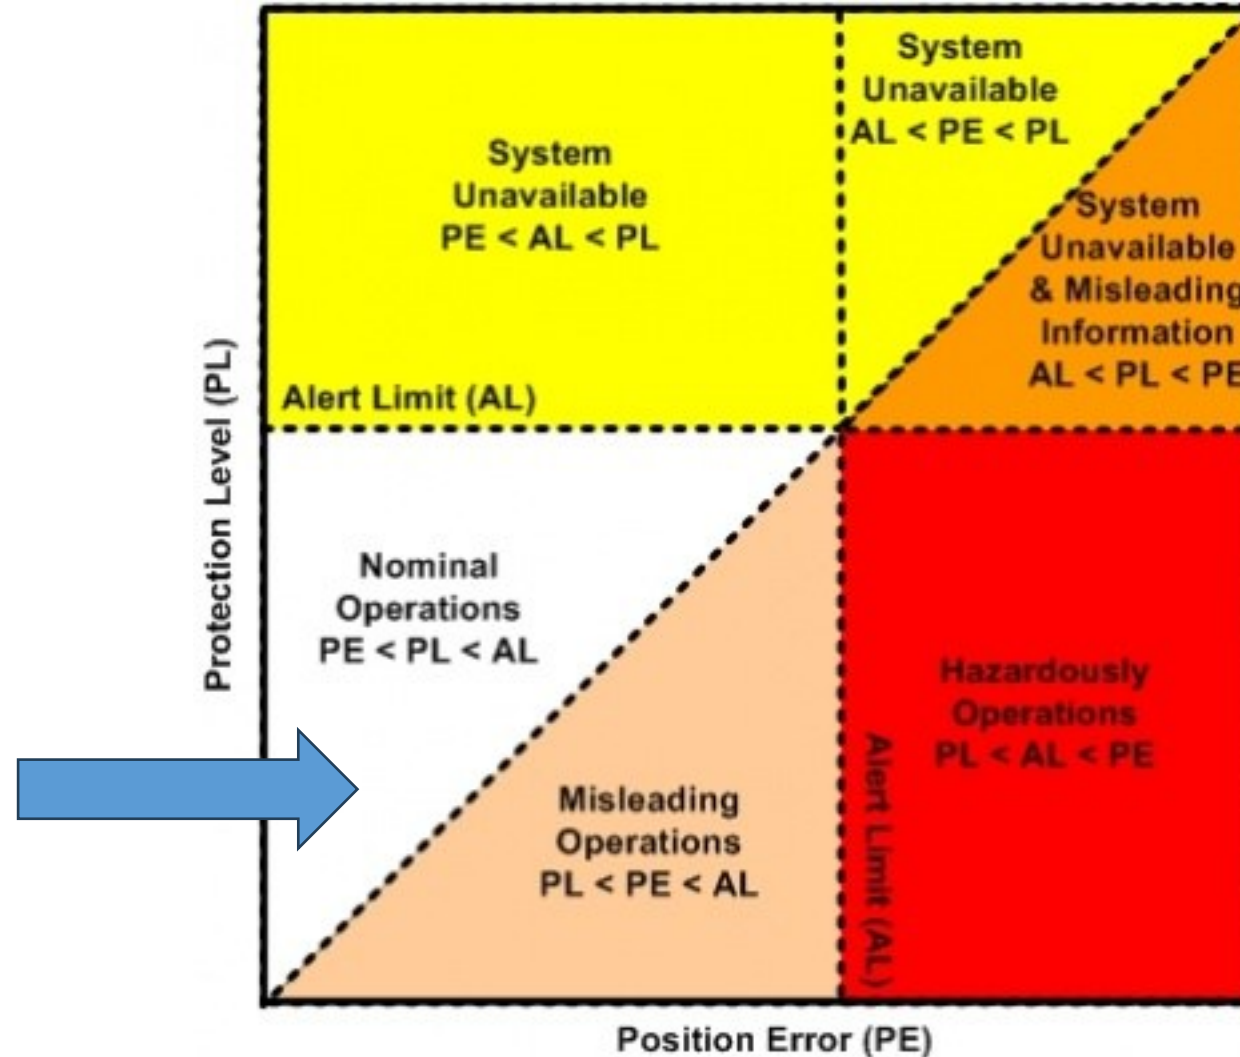 System
Unavailable
PE < AL < PL
System
Unavailable
AL < PE < PL
System
Unavailable
& Misleading
Information
AL < PL < PE
Alert Limit (AL)
Protection Level (PL)
Nominal
Operations
PE < PL < AL
Misleading
Operations
PL < PE < AL
Hazardously
Operations
PL < AL < PE
Alert Limit (AL)
Position Error (PE)